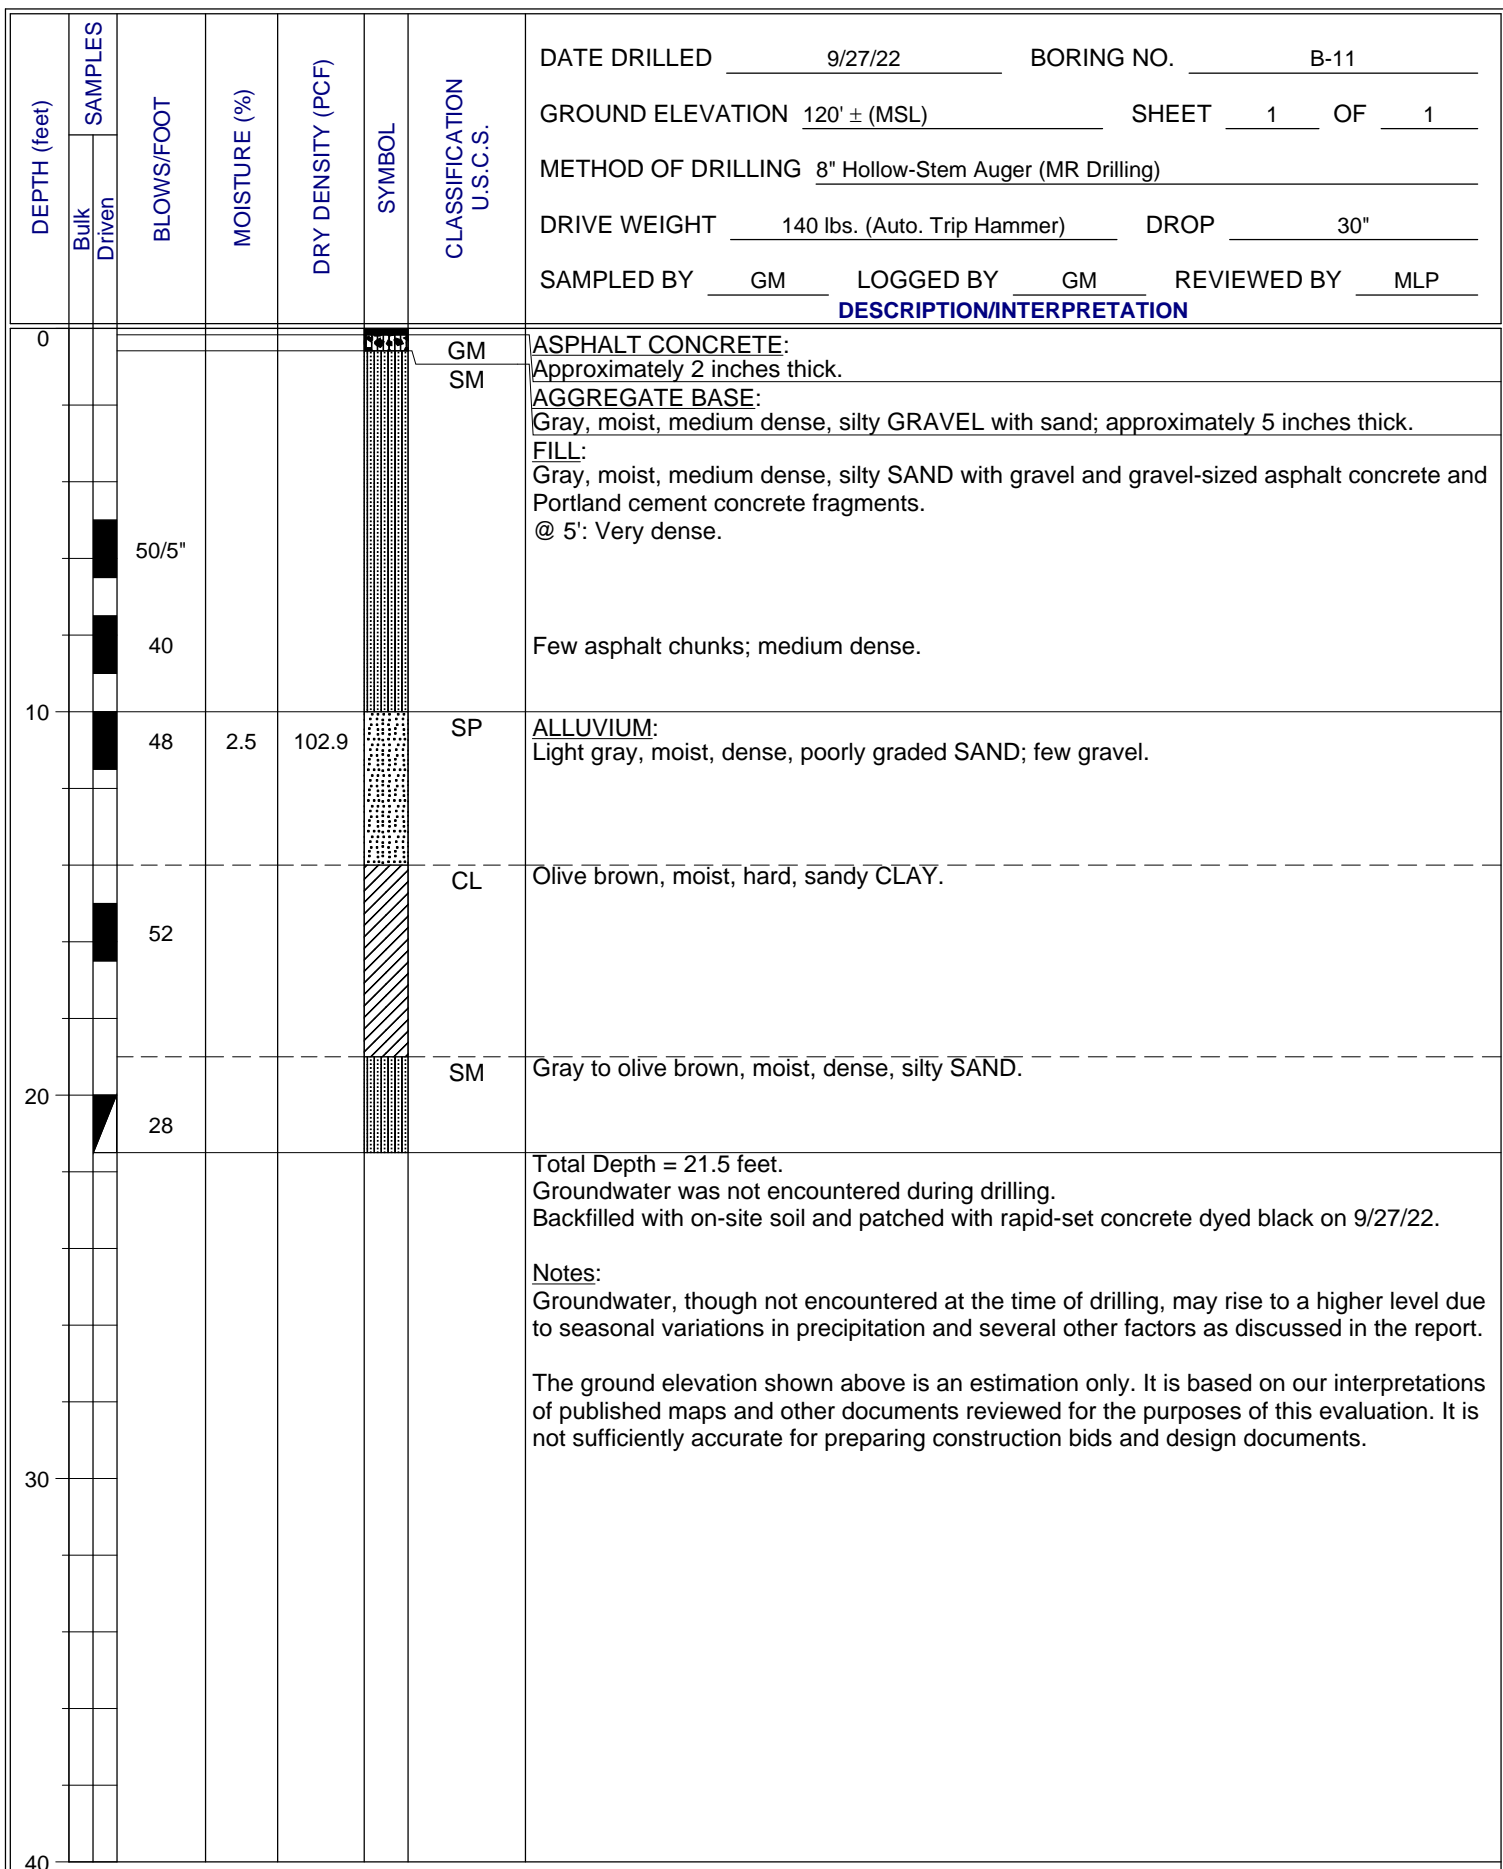 DEPTH (feet)
SAMPLES
Bulk
Driven
BLOWS/FOOT
MOISTURE (%)
DRY DENSITY (PCF)
SYMBOL
CLASSIFICATION
U.S.C.S.
DATE DRILLED 9/27/22 BORING NO. B-11
GROUND ELEVATION 120' ± (MSL) SHEET 1 OF 1
METHOD OF DRILLING 8" Hollow-Stem Auger (MR Drilling)
DRIVE WEIGHT 140 lbs. (Auto. Trip Hammer) DROP 30"
SAMPLED BY GM LOGGED BY GM REVIEWED BY MLP
DESCRIPTION/INTERPRETATION
0 GM ASPHALT CONCRETE:
Approximately 2 inches thick.
SM
AGGREGATE BASE:
Gray, moist, medium dense, silty GRAVEL with sand; approximately 5 inches thick.
FILL:
Gray, moist, medium dense, silty SAND with gravel and gravel-sized asphalt concrete and
Portland cement concrete fragments.
@ 5': Very dense.
50/5"
40 Few asphalt chunks; medium dense.
10
SP ALLUVIUM:
48 2.5 102.9 Light gray, moist, dense, poorly graded SAND; few gravel.
CL Olive brown, moist, hard, sandy CLAY.
52
SM Gray to olive brown, moist, dense, silty SAND.
20
28
Total Depth = 21.5 feet.
Groundwater was not encountered during drilling.
Backfilled with on-site soil and patched with rapid-set concrete dyed black on 9/27/22.
Notes:
Groundwater, though not encountered at the time of drilling, may rise to a higher level due
to seasonal variations in precipitation and several other factors as discussed in the report.
The ground elevation shown above is an estimation only. It is based on our interpretations
of published maps and other documents reviewed for the purposes of this evaluation. It is
not sufficiently accurate for preparing construction bids and design documents.
30
40